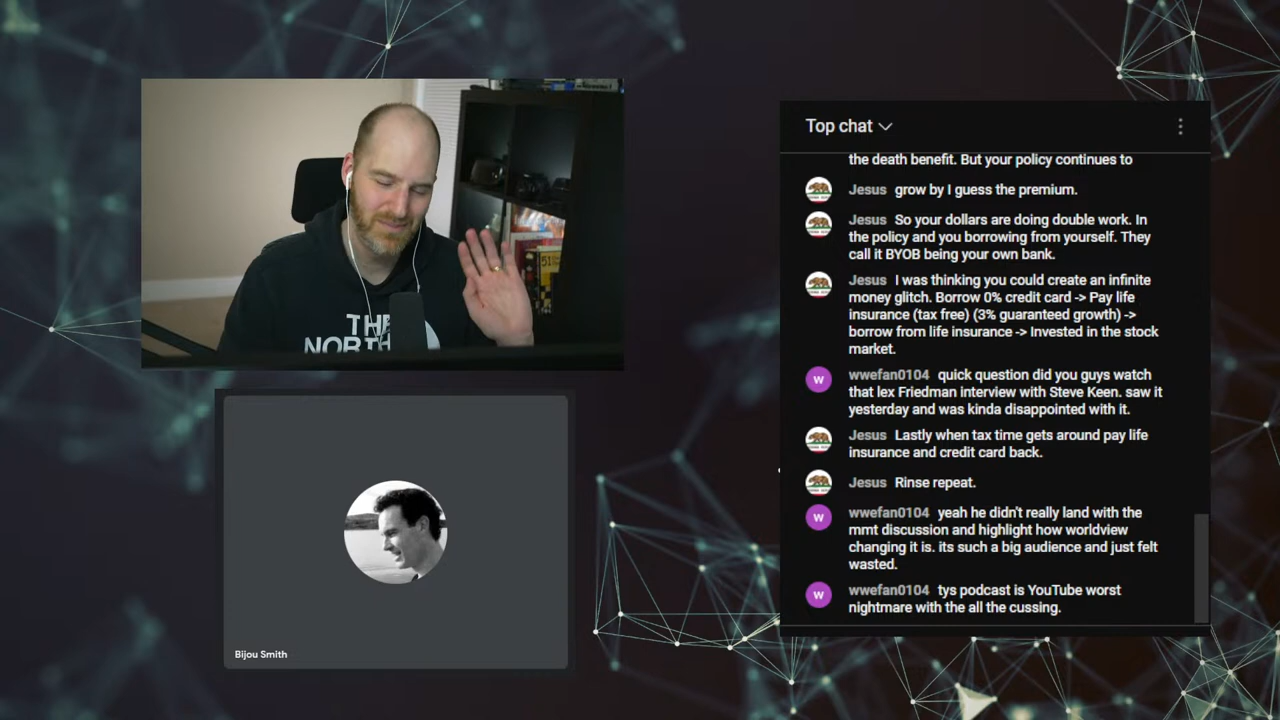 THE
NORTH
51
Bijou Smith
Top chat
the death benefit. But your policy continues to
Jesus grow by I guess the premium.
Jesus So your dollars are doing double work. In
the policy and you borrowing from yourself. They
call it BYOB being your own bank.
Jesus I was thinking you could create an infinite
money glitch. Borrow 0% credit card -> Pay life
insurance (tax free) (3% guaranteed growth) ->
borrow from life insurance -> Invested in the stock
market.
W
wwefan0104 quick question did you guys watch
that lex Friedman interview with Steve Keen. saw it
yesterday and was kinda disappointed with it.
Jesus Lastly when tax time gets around pay life
insurance and credit card back.
Jesus Rinse repeat.
W
wwefan0104 yeah he didn't really land with the
mmt discussion and highlight how worldview
changing it is. its such a big audience and just felt
wasted.
W
wwefan0104 tys podcast is YouTube worst
nightmare with the all the cussing.